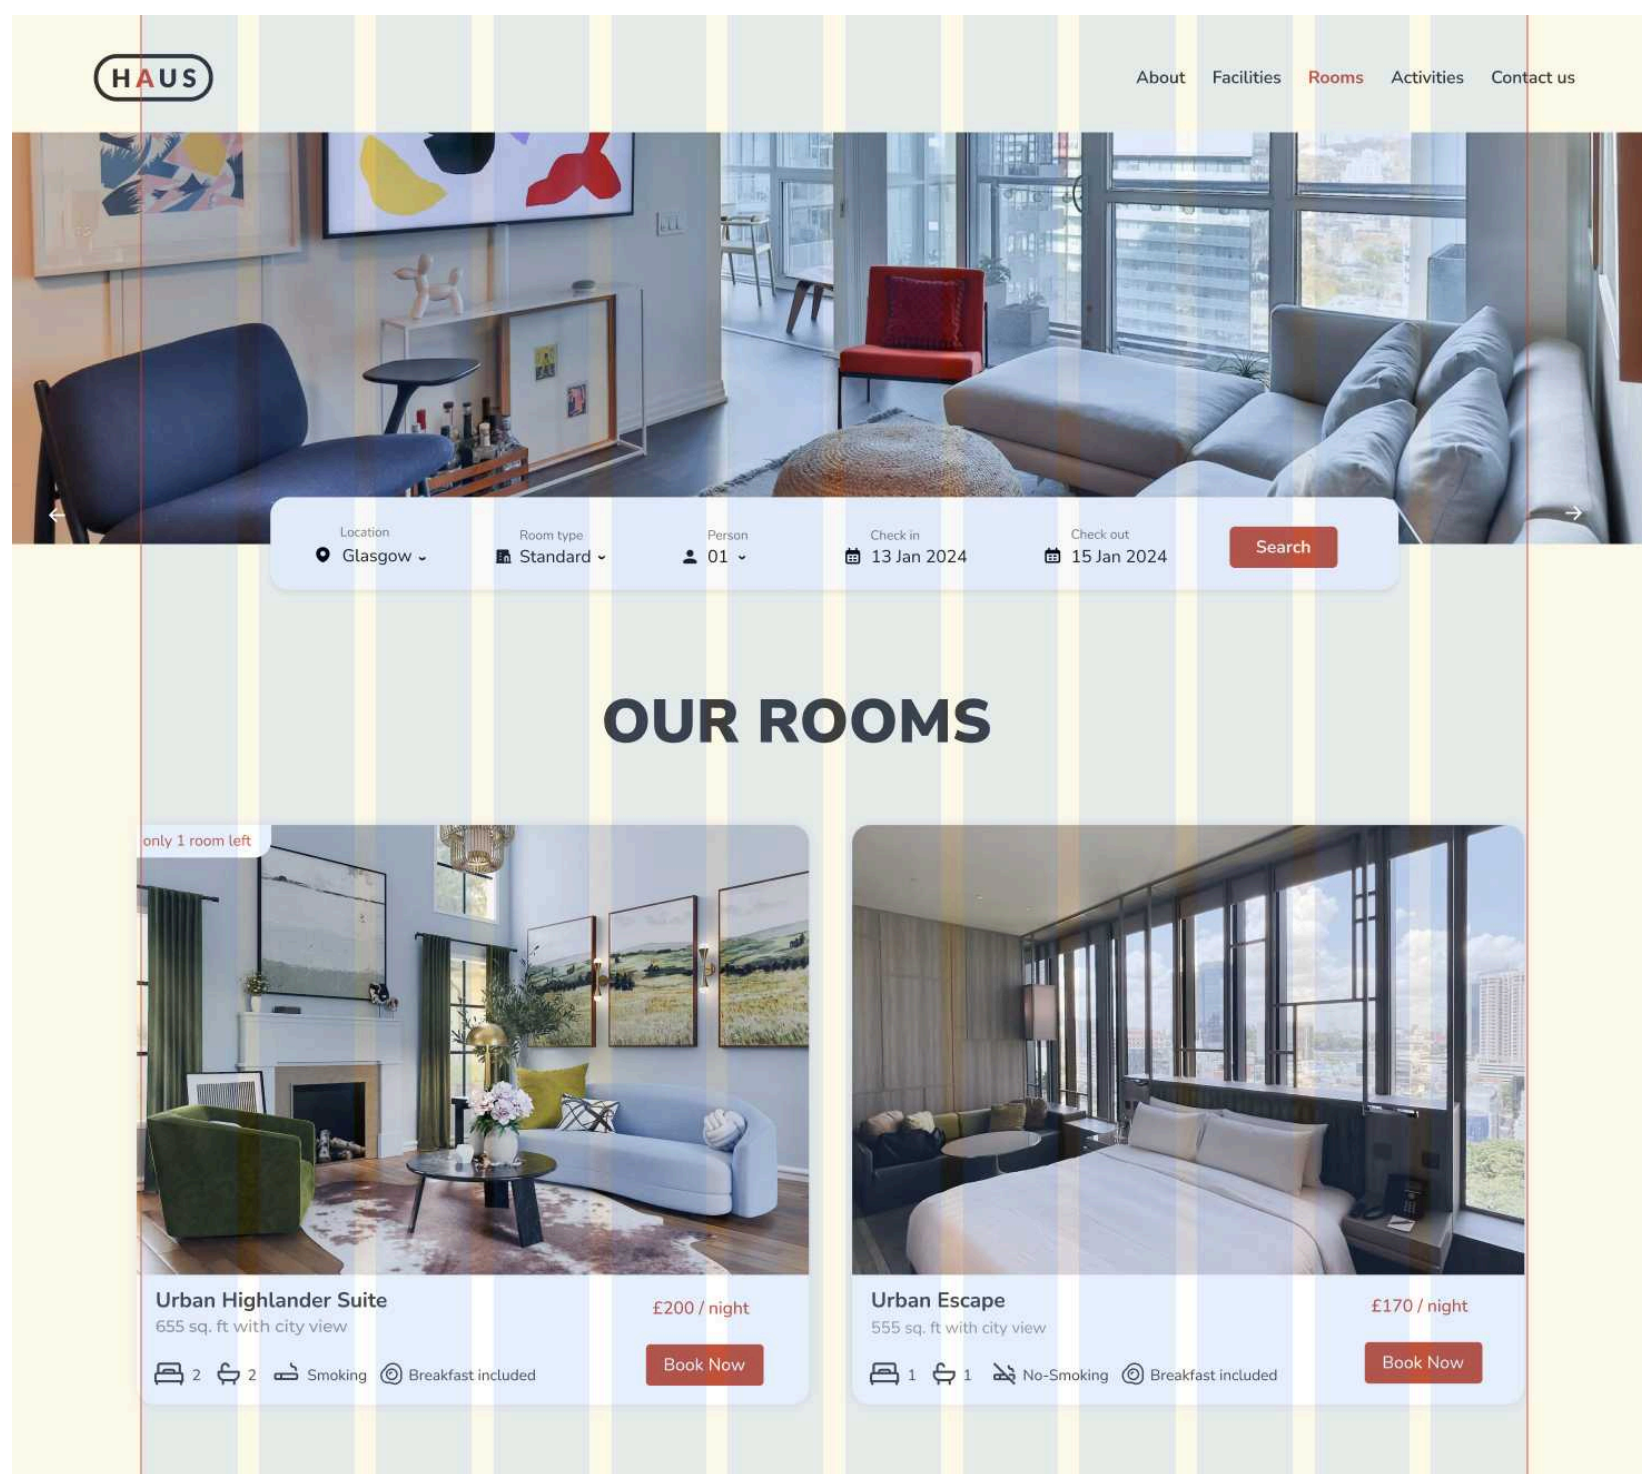 HAUS
About Facilities Rooms Activities Contact us
Location Room type Person Check in Check out
Glasgow Standard 01 13 Jan 2024 15 Jan 2024 Search
OUR ROOMS
only 1 room left
Urban Highlander Suite
£200 / night
655 sq. ft with city view
2 2 Smoking Breakfast included
Book Now
Urban Escape
£170 / night
555 sq. ft with city view
1 1 No-Smoking Breakfast included
Book Now